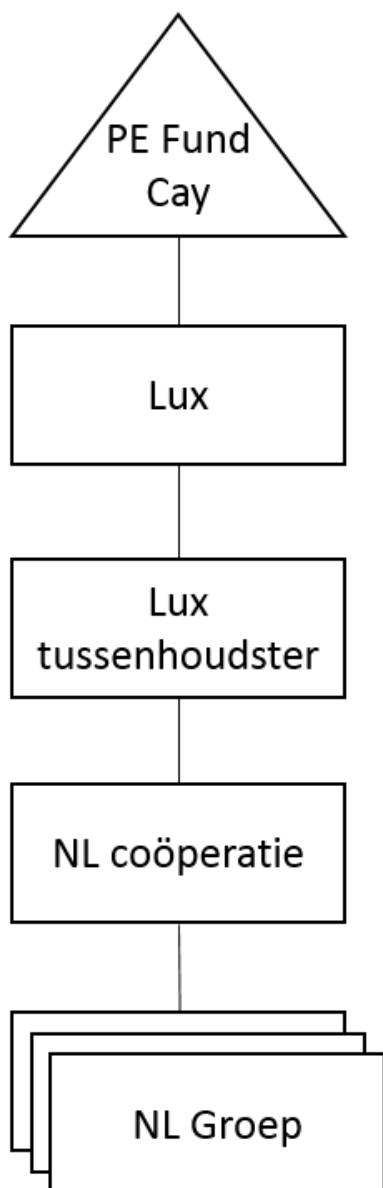 PE Fund
Cay
Lux
Lux
tussenhoudster
NL coöperatie
NL Groep